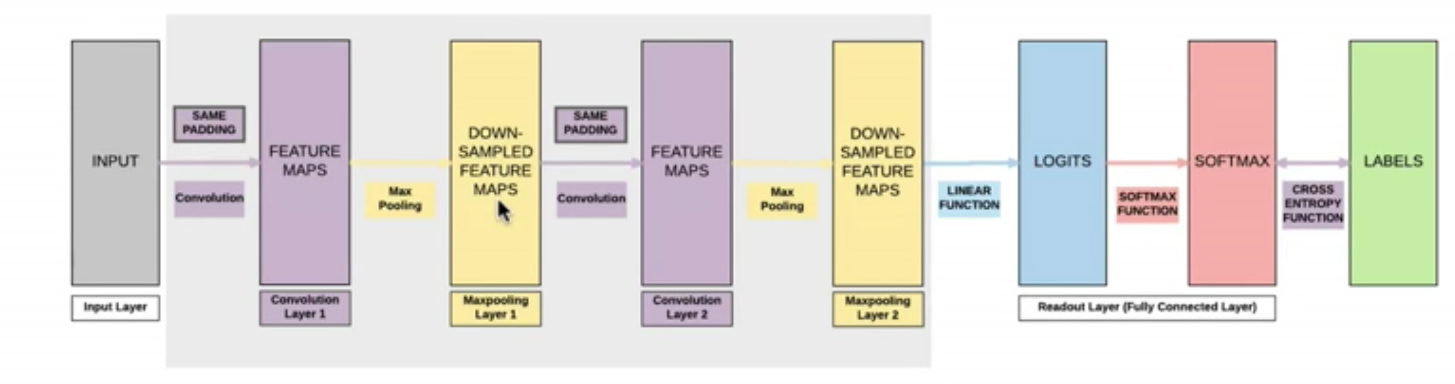 INPUT
Input Layer
SAME
PADDING
Convolution
FEATURE
MAPS
Convolution
Layer 1
Max
Pooling
DOWN-
SAMPLED
FEATURE
MAPS
Maxpooling
Layer 1
SAME
PADDING
Convolution
FEATURE
MAPS
Convolution
Layer 2
Max
Pooling
DOWN-
SAMPLED
FEATURE
MAPS
Maxpooling
Layer 2
LINEAR
FUNCTION
LOGITS
SOFTMAX
FUNCTION
SOFTMAX
Readout Layer (Fully Connected Layer)
CROSS
ENTROPY
FUNCTION
LABELS